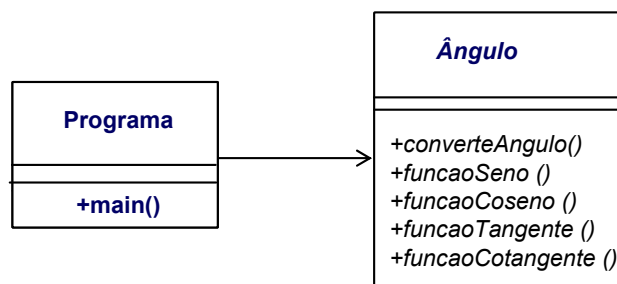 Programa
+main()
Ângulo
+converteAngulo()
+funcaoSeno ()
+funcaoCoseno ()
+funcaoTangente ()
+funcaoCotangente ()